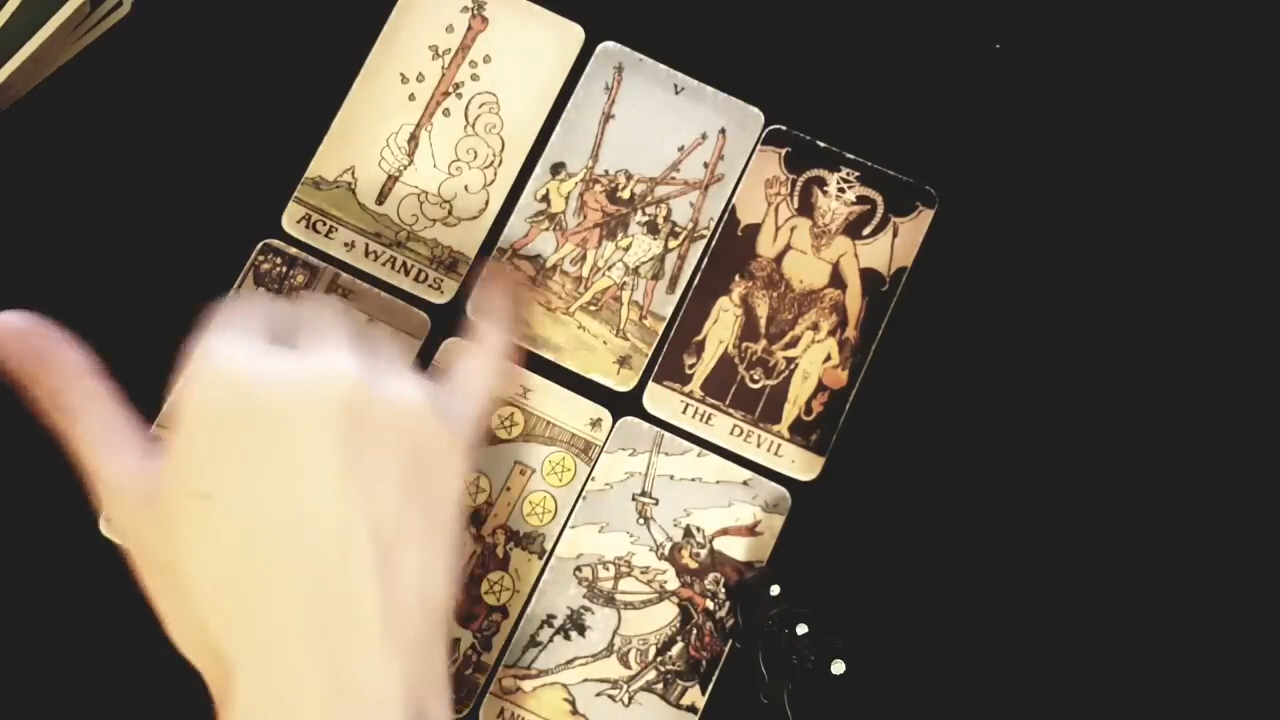 V
ACE of WANDS.
THE DEVIL.
X